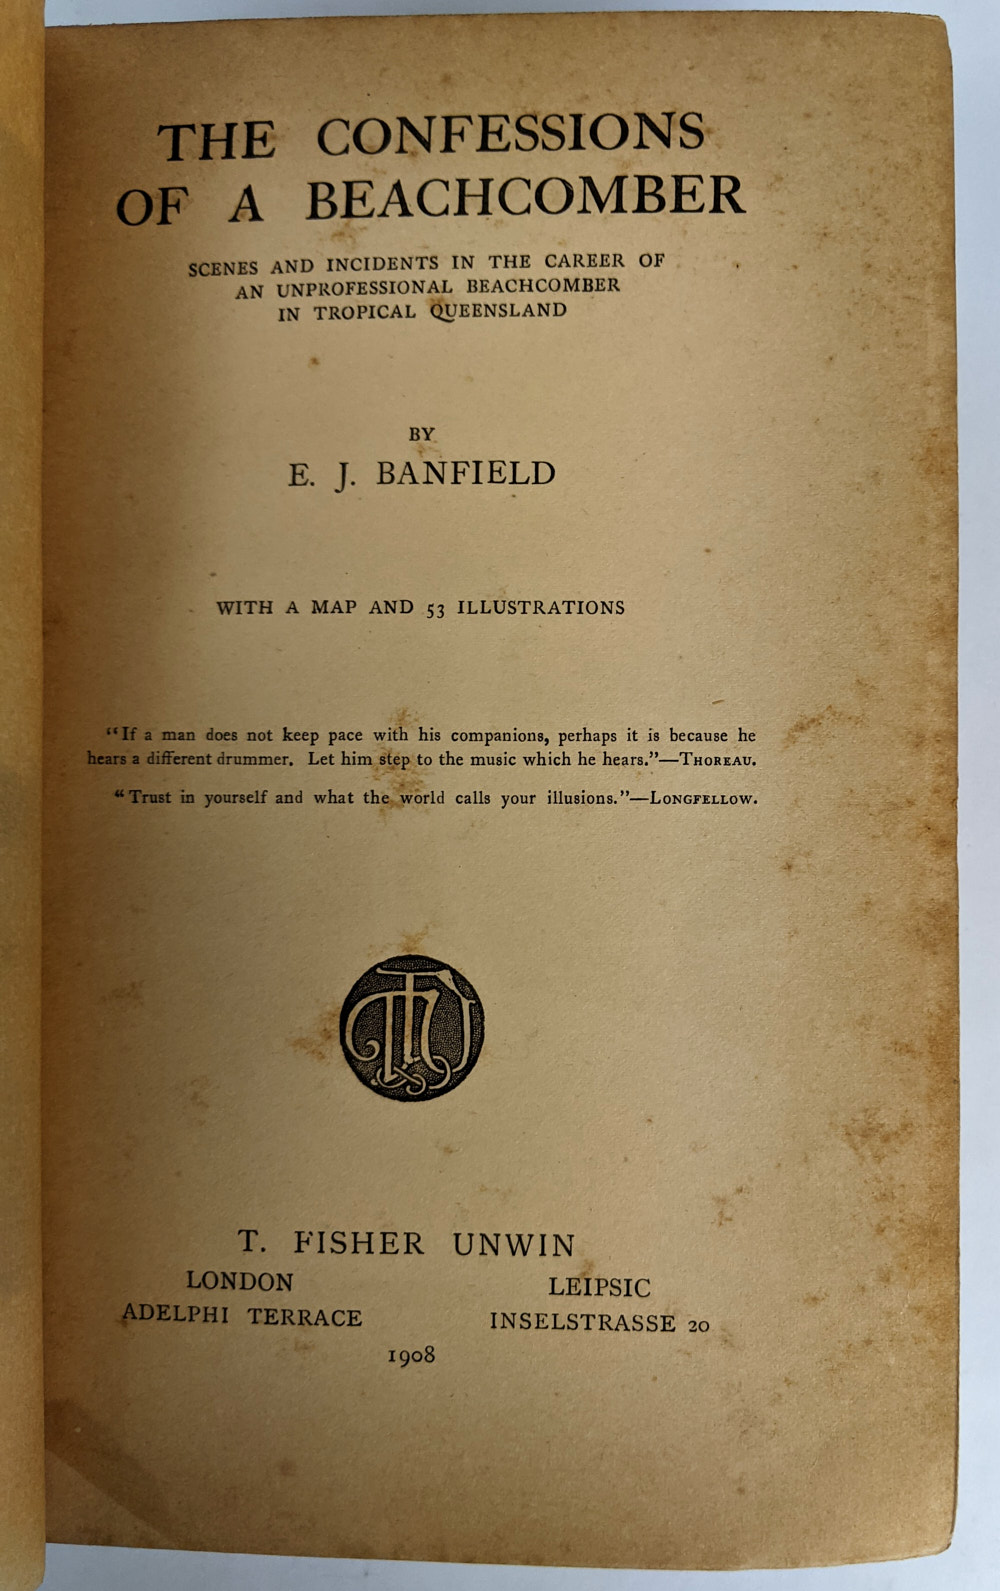 THE CONFESSIONS
OF A BEACHCOMBER
SCENES AND INCIDENTS IN THE CAREER OF
AN UNPROFESSIONAL BEACHCOMBER
IN TROPICAL QUEENSLAND
BY
E. J. BANFIELD
WITH A MAP AND 53 ILLUSTRATIONS
“If a man does not keep pace with his companions, perhaps it is because he
hears a different drummer. Let him step to the music which he hears.”—THOREAU.
“Trust in yourself and what the world calls your illusions.”—LONGFELLOW.
TFU
T. FISHER UNWIN
LONDON LEIPSIC
ADELPHI TERRACE INSELSTRASSE 20
1908